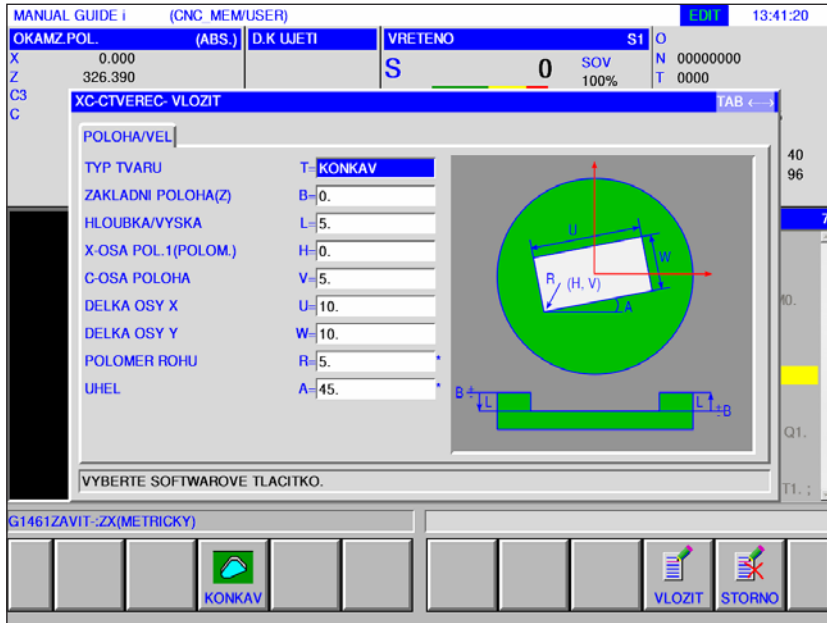 MANUAL GUIDE i (CNC_MEM/USER) EDIT 13:41:20
OKAMZ.POL. (ABS.) D.K UJETI VRETENO S1 O
X 0.000 S 0 SOV N 00000000
Z 326.390 100% T 0000
C3
C
XC-CTVEREC- VLOZIT TAB
POLOHA/VEL
TYP TVARU T=KONKAV
ZAKLADNI POLOHA(Z) B=0.
HLOUBKA/VYSKA L=5.
X-OSA POL.1(POLOM.) H=0.
C-OSA POLOHA V=5.
DELKA OSY X U=10.
DELKA OSY Y W=10.
POLOMER ROHU R=5. *
UHEL A=45. *
U
W
R (H, V)
A
B L L B
40
96
7
M0.
Q1.
T1. ;
VYBERTE SOFTWAROVE TLACITKO.
G1461ZAVIT-:ZX(METRICKY)
KONKAV VLOZIT STORNO